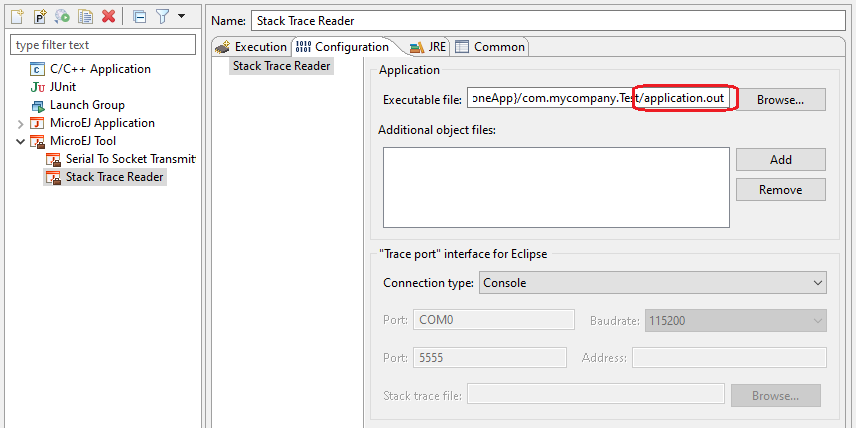 type filter text
C/C++ Application
Ju JUnit
Launch Group
MicroEJ Application
MicroEJ Tool
Serial To Socket Transmit
Stack Trace Reader
Name: Stack Trace Reader
Execution Configuration JRE Common
Stack Trace Reader
Application
Executable file: oneApp}/com.mycompany.Test/application.out Browse...
Additional object files:
Add
Remove
"Trace port" interface for Eclipse
Connection type: Console
Port: COM0 Baudrate: 115200
Port: 5555 Address:
Stack trace file: Browse...